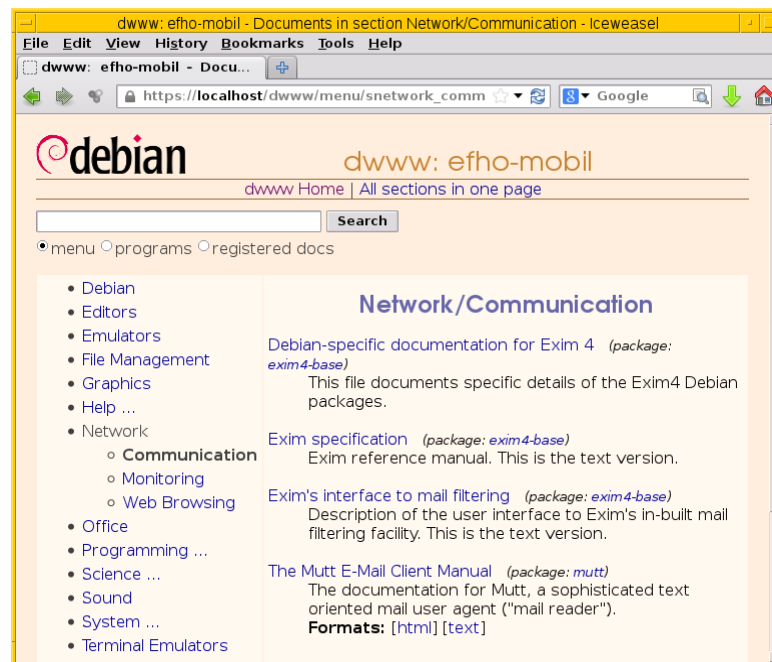 dwww: efho-mobil - Documents in section Network/Communication - Iceweasel
File Edit View History Bookmarks Tools Help
dwww: efho-mobil - Docu...
https://localhost/dwww/menu/snetwork_comm
Google
debian
dwww: efho-mobil
dwww Home | All sections in one page
Search
menu programs registered docs
Debian
Editors
Emulators
File Management
Graphics
Help ...
Network
Communication
Monitoring
Web Browsing
Office
Programming ...
Science ...
Sound
System ...
Terminal Emulators
Network/Communication
Debian-specific documentation for Exim 4 (package:
exim4-base)
This file documents specific details of the Exim4 Debian
packages.
Exim specification (package: exim4-base)
Exim reference manual. This is the text version.
Exim's interface to mail filtering (package: exim4-base)
Description of the user interface to Exim's in-built mail
filtering facility. This is the text version.
The Mutt E-Mail Client Manual (package: mutt)
The documentation for Mutt, a sophisticated text
oriented mail user agent ("mail reader").
Formats: [html] [text]